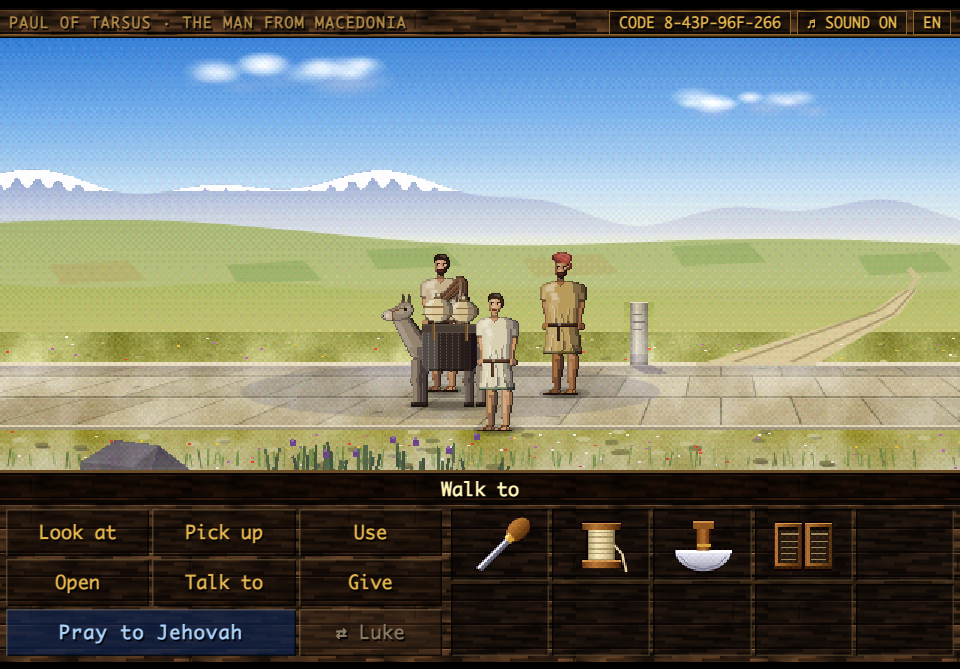 PAUL OF TARSUS · THE MAN FROM MACEDONIA
CODE 8-43P-96F-266
♬ SOUND ON
EN
Walk to
Look at
Pick up
Use
Open
Talk to
Give
Pray to Jehovah
⇄ Luke